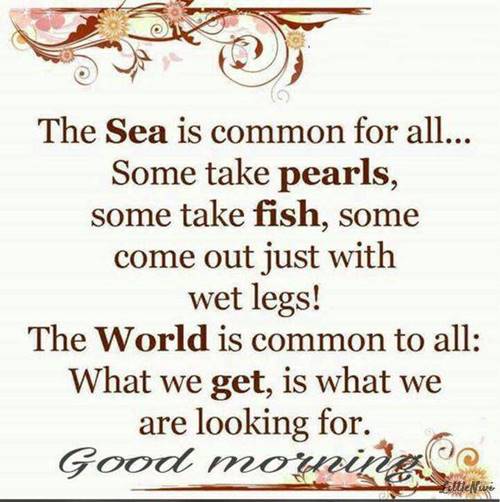 The Sea is common for all...
Some take pearls,
some take fish, some
come out just with
wet legs!
The World is common to all:
What we get, is what we
are looking for.
Good morning
LittleNivi